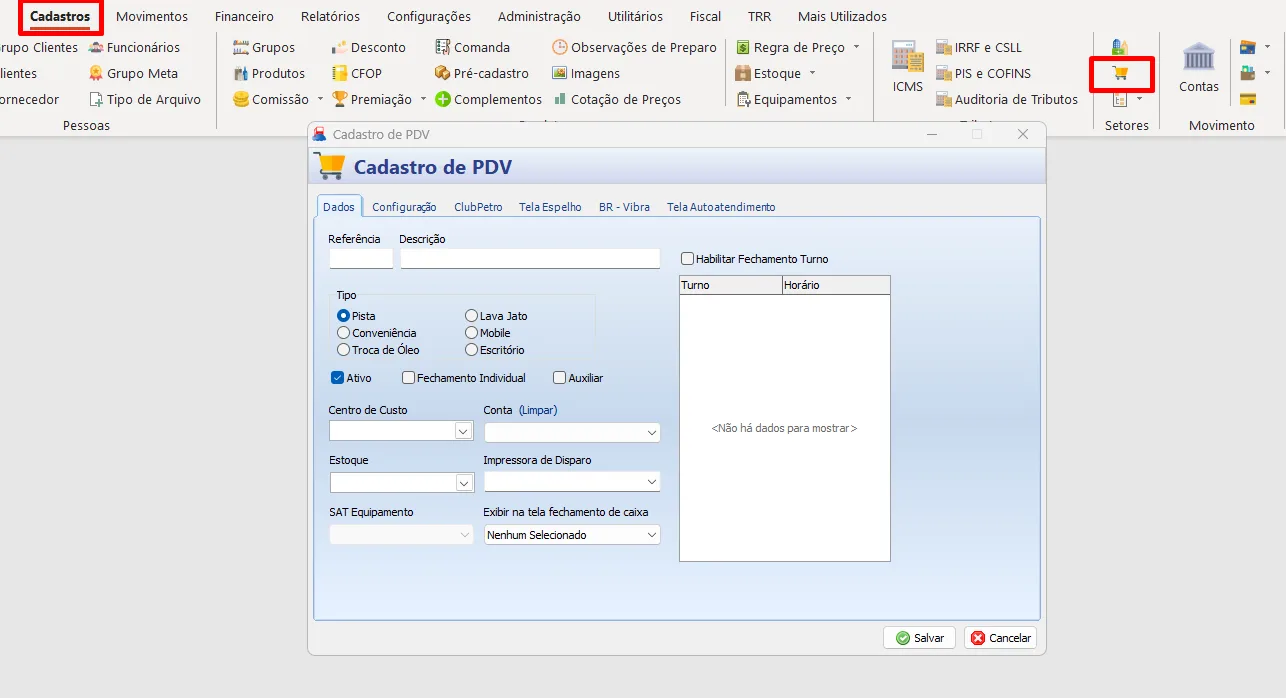 Cadastros Movimentos Financeiro Relatórios Configurações Administração Utilitários Fiscal TRR Mais Utilizados
rupo Clientes Funcionários Grupos Desconto Comanda Observações de Preparo Regra de Preço IRRF e CSLL
lientes Grupo Meta Produtos CFOP Pré-Cadastro Imagens Estoque PIS e COFINS
ornecedor Tipo de Arquivo Comissão Premiação Complementos Cotação de Preços Equipamentos ICMS Auditoria de Tributos Contas
Pessoas Setores Movimento
Cadastro de PDV
Cadastro de PDV
Dados Configuração ClubPetro Tela Espelho BR - Vibra Tela Autoatendimento
Referência Descrição
Habilitar Fechamento Turno
Turno Horário
Tipo
Pista Lava Jato
Conveniência Mobile
Troca de Óleo Escritório
Ativo Fechamento Individual Auxiliar
Centro de Custo Conta (Limpar)
<Não há dados para mostrar>
Estoque Impressora de Disparo
SAT Equipamento Exibir na tela fechamento de caixa
Nenhum Selecionado
Salvar Cancelar